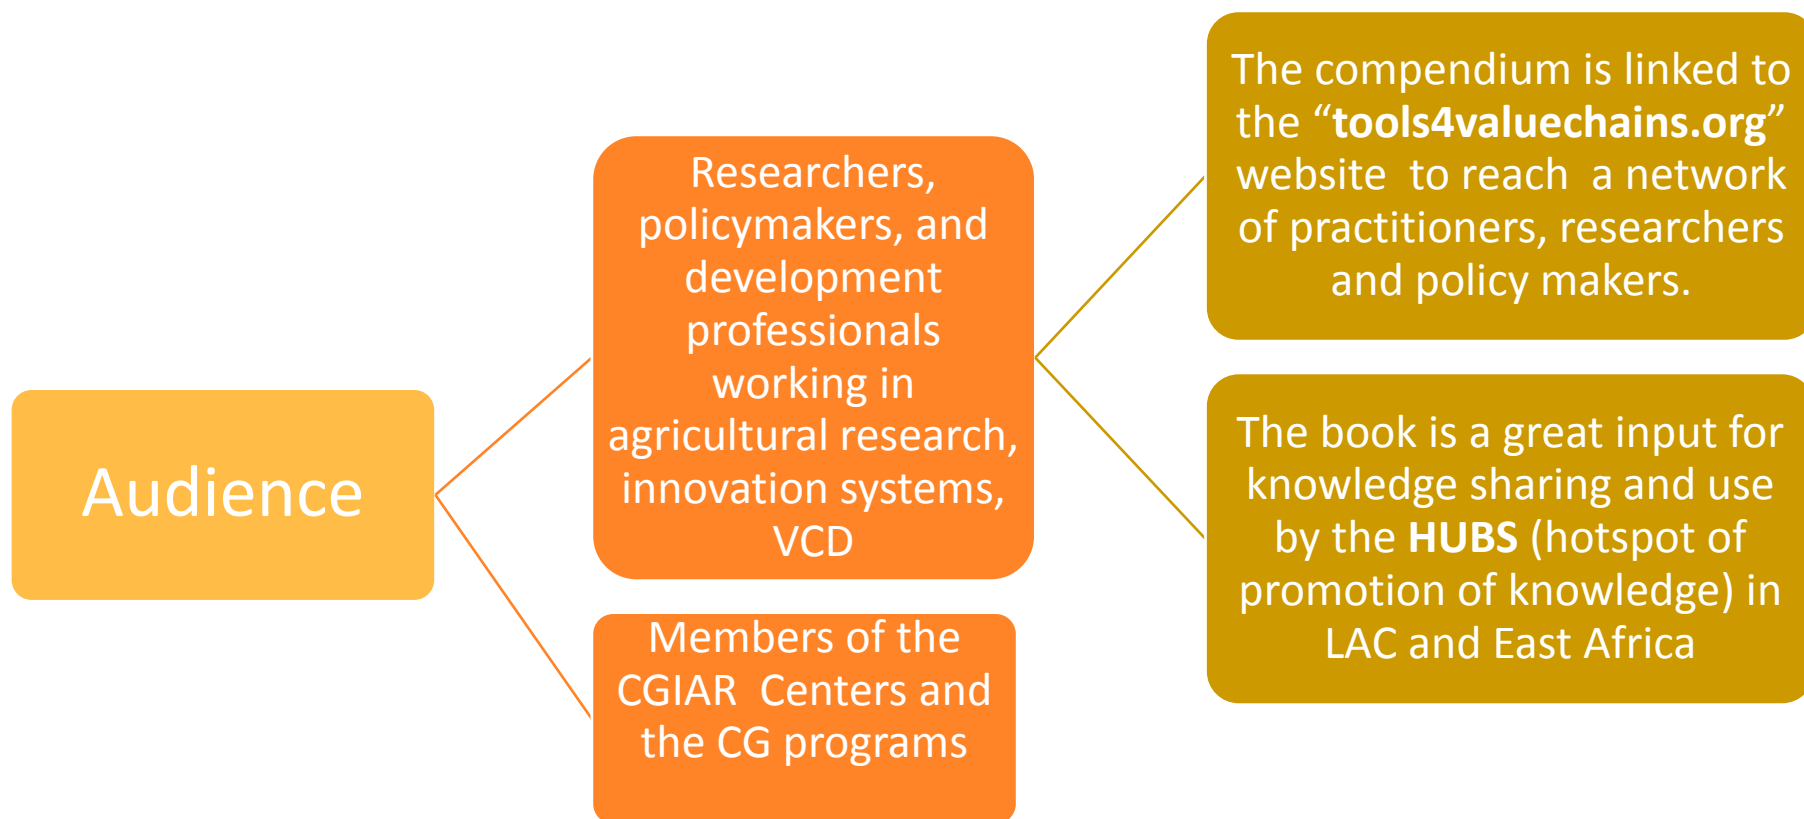 Audience
Researchers,
policymakers, and
development
professionals
working in
agricultural research,
innovation systems,
VCD
Members of the
CGIAR  Centers and
the CG programs
The compendium is linked to
the “tools4valuechains.org”
website  to reach  a network
of practitioners, researchers
and policy makers.
The book is a great input for
knowledge sharing and use
by the HUBS (hotspot of
promotion of knowledge) in
LAC and East Africa